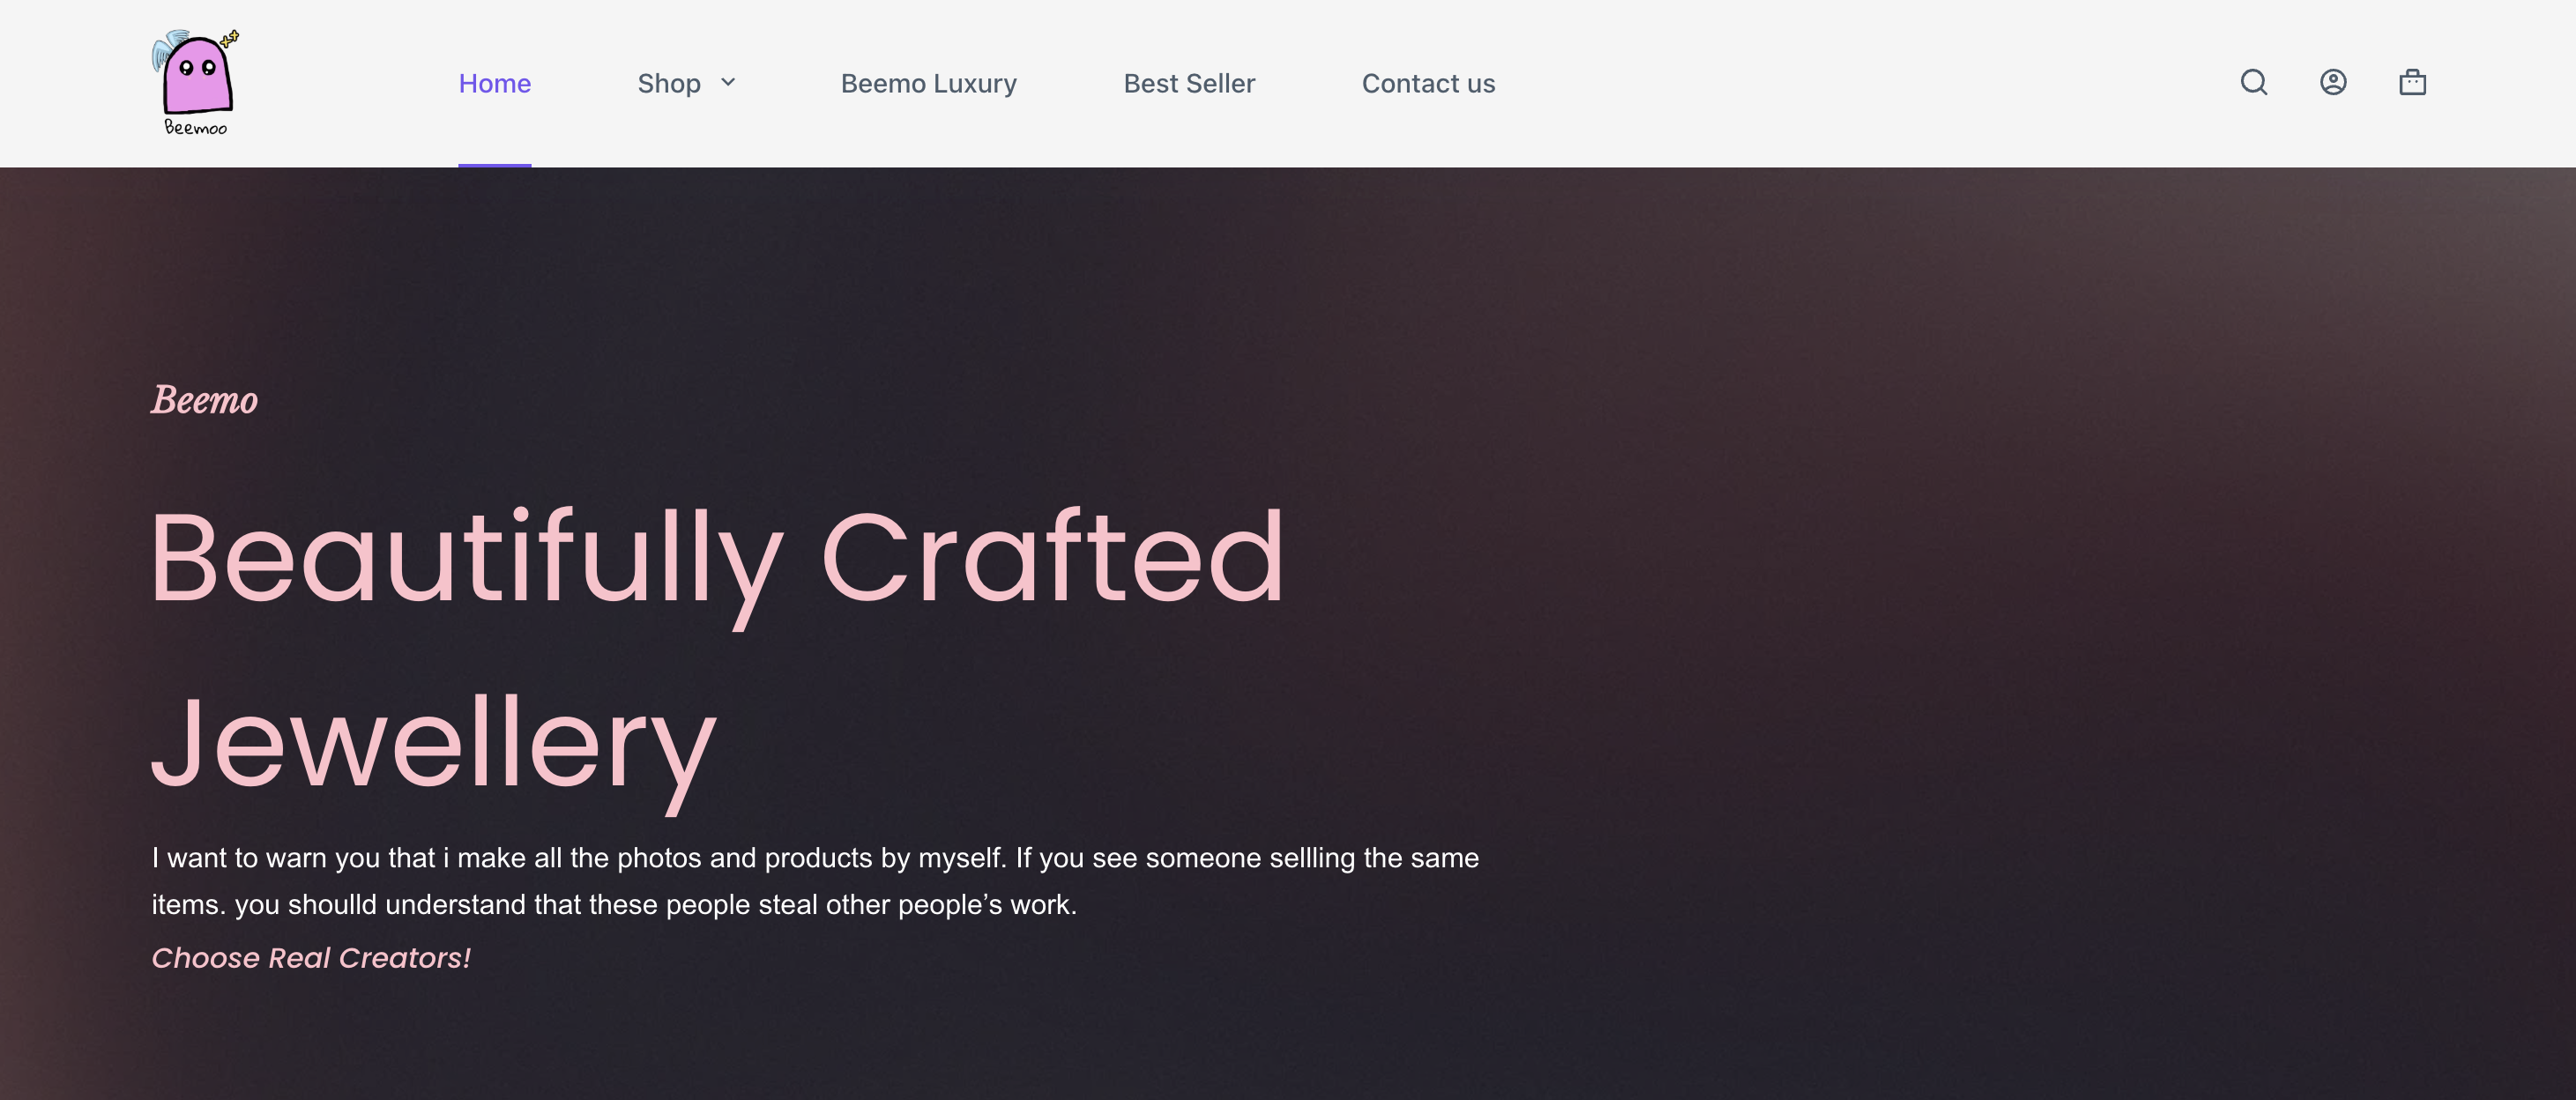 Beemoo
Home
Shop
Beemo Luxury
Best Seller
Contact us
Beemo
Beautifully Crafted
Jewellery
I want to warn you that i make all the photos and products by myself. If you see someone sellling the same
items. you shoulld understand that these people steal other people’s work.
Choose Real Creators!